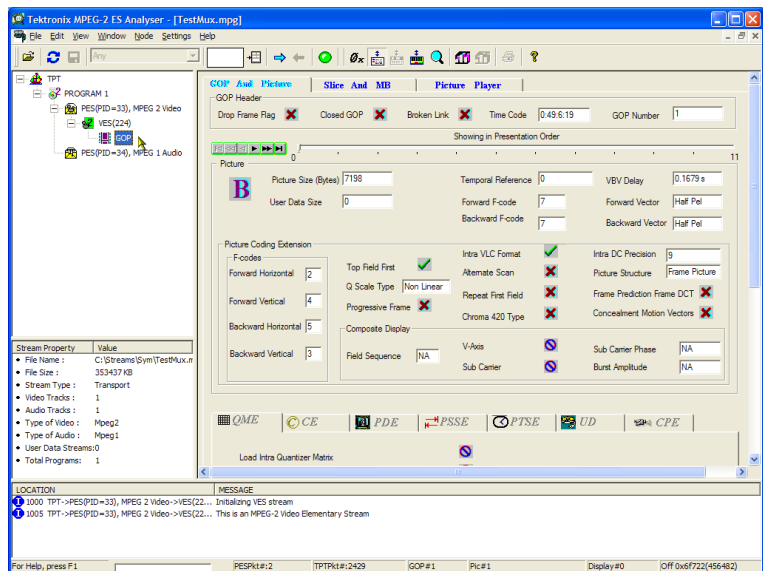 Tektronix MPEG-2 ES Analyser - [TestMux.mpg]
File Edit View Window Node Settings Help
Any
TPT
PROGRAM 1
PES(PID=33), MPEG 2 Video
VES(224)
GOP
PES(PID=34), MPEG 1 Audio
Stream Property Value
File Name : C:\Streams\Sym\TestMux.m
File Size : 353437 KB
Stream Type : Transport
Video Tracks : 1
Audio Tracks : 1
Type of Video : Mpeg2
Type of Audio : Mpeg1
User Data Streams:0
Total Programs: 1
GOP And Picture Slice And MB Picture Player
GOP Header
Drop Frame Flag Closed GOP Broken Link Time Code 0:49:6:19 GOP Number 1
Showing in Presentation Order
0 11
Picture
B
Picture Size (Bytes) 7198 Temporal Reference 0 VBV Delay 0.1679 s
User Data Size 0 Forward F-code 7 Forward Vector Half Pel
Backward F-code 7 Backward Vector Half Pel
Picture Coding Extension
F-codes
Forward Horizontal 2
Forward Vertical 4
Backward Horizontal 5
Backward Vertical 3
Top Field First
Q Scale Type Non Linear
Progressive Frame
Intra VLC Format
Alternate Scan
Repeat First Field
Chroma 420 Type
Intra DC Precision 9
Picture Structure Frame Picture
Frame Prediction Frame DCT
Concealment Motion Vectors
Composite Display
Field Sequence NA
V-Axis
Sub Carrier
Sub Carrier Phase NA
Burst Amplitude NA
QME CE PDE PSSE PTSE UD CPE
Load Intra Quantizer Matrix
LOCATION MESSAGE
1000 TPT->PES(PID=33), MPEG 2 Video->VES(22... Initializing VES stream
1005 TPT->PES(PID=33), MPEG 2 Video->VES(22... This is an MPEG-2 Video Elementary Stream
For Help, press F1 PESPkt#:2 TPTPkt#:2429 GOP#1 Pic#1 Display#0 Off 0x6f722(456482)